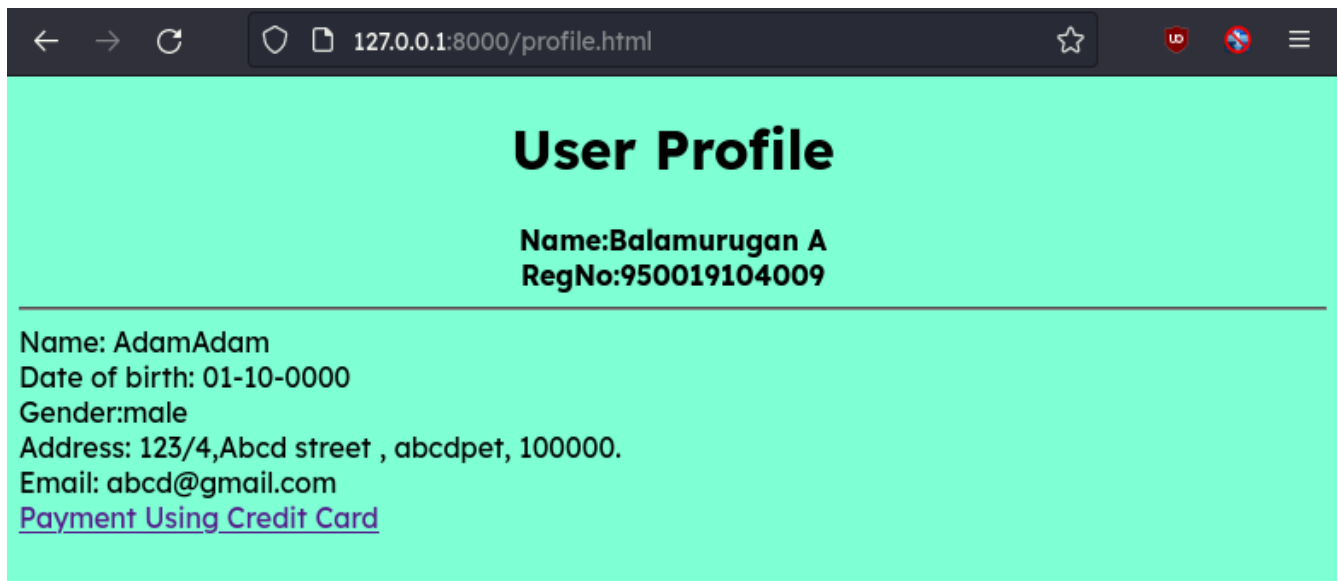 127.0.0.1:8000/profile.html
User Profile
Name:Balamurugan A
RegNo:950019104009
Name: AdamAdam
Date of birth: 01-10-0000
Gender:male
Address: 123/4,Abcd street , abcdpet, 100000.
Email: abcd@gmail.com
Payment Using Credit Card